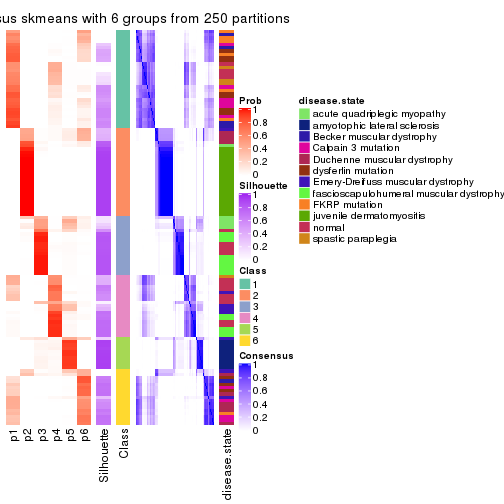 sus skmeans with 6 groups from 250 partitions
Prob
1
0.8
0.6
0.4
0.2
0
Silhouette
1
0.8
0.6
0.4
0.2
0
Class
1
2
3
4
5
6
Consensus
1
0.8
0.6
0.4
0.2
0
disease.state
acute quadriplegic myopathy
amyotrophic lateral sclerosis
Becker muscular dystrophy
Calpain 3 mutation
Duchenne muscular dystrophy
dysferlin mutation
Emery-Dreifuss muscular dystrophy
fascioscapulohumeral muscular dystrophy
FKRP mutation
juvenile dermatomyositis
normal
spastic paraplegia
p1
p2
p3
p4
p5
p6
Silhouette
Class
disease.state